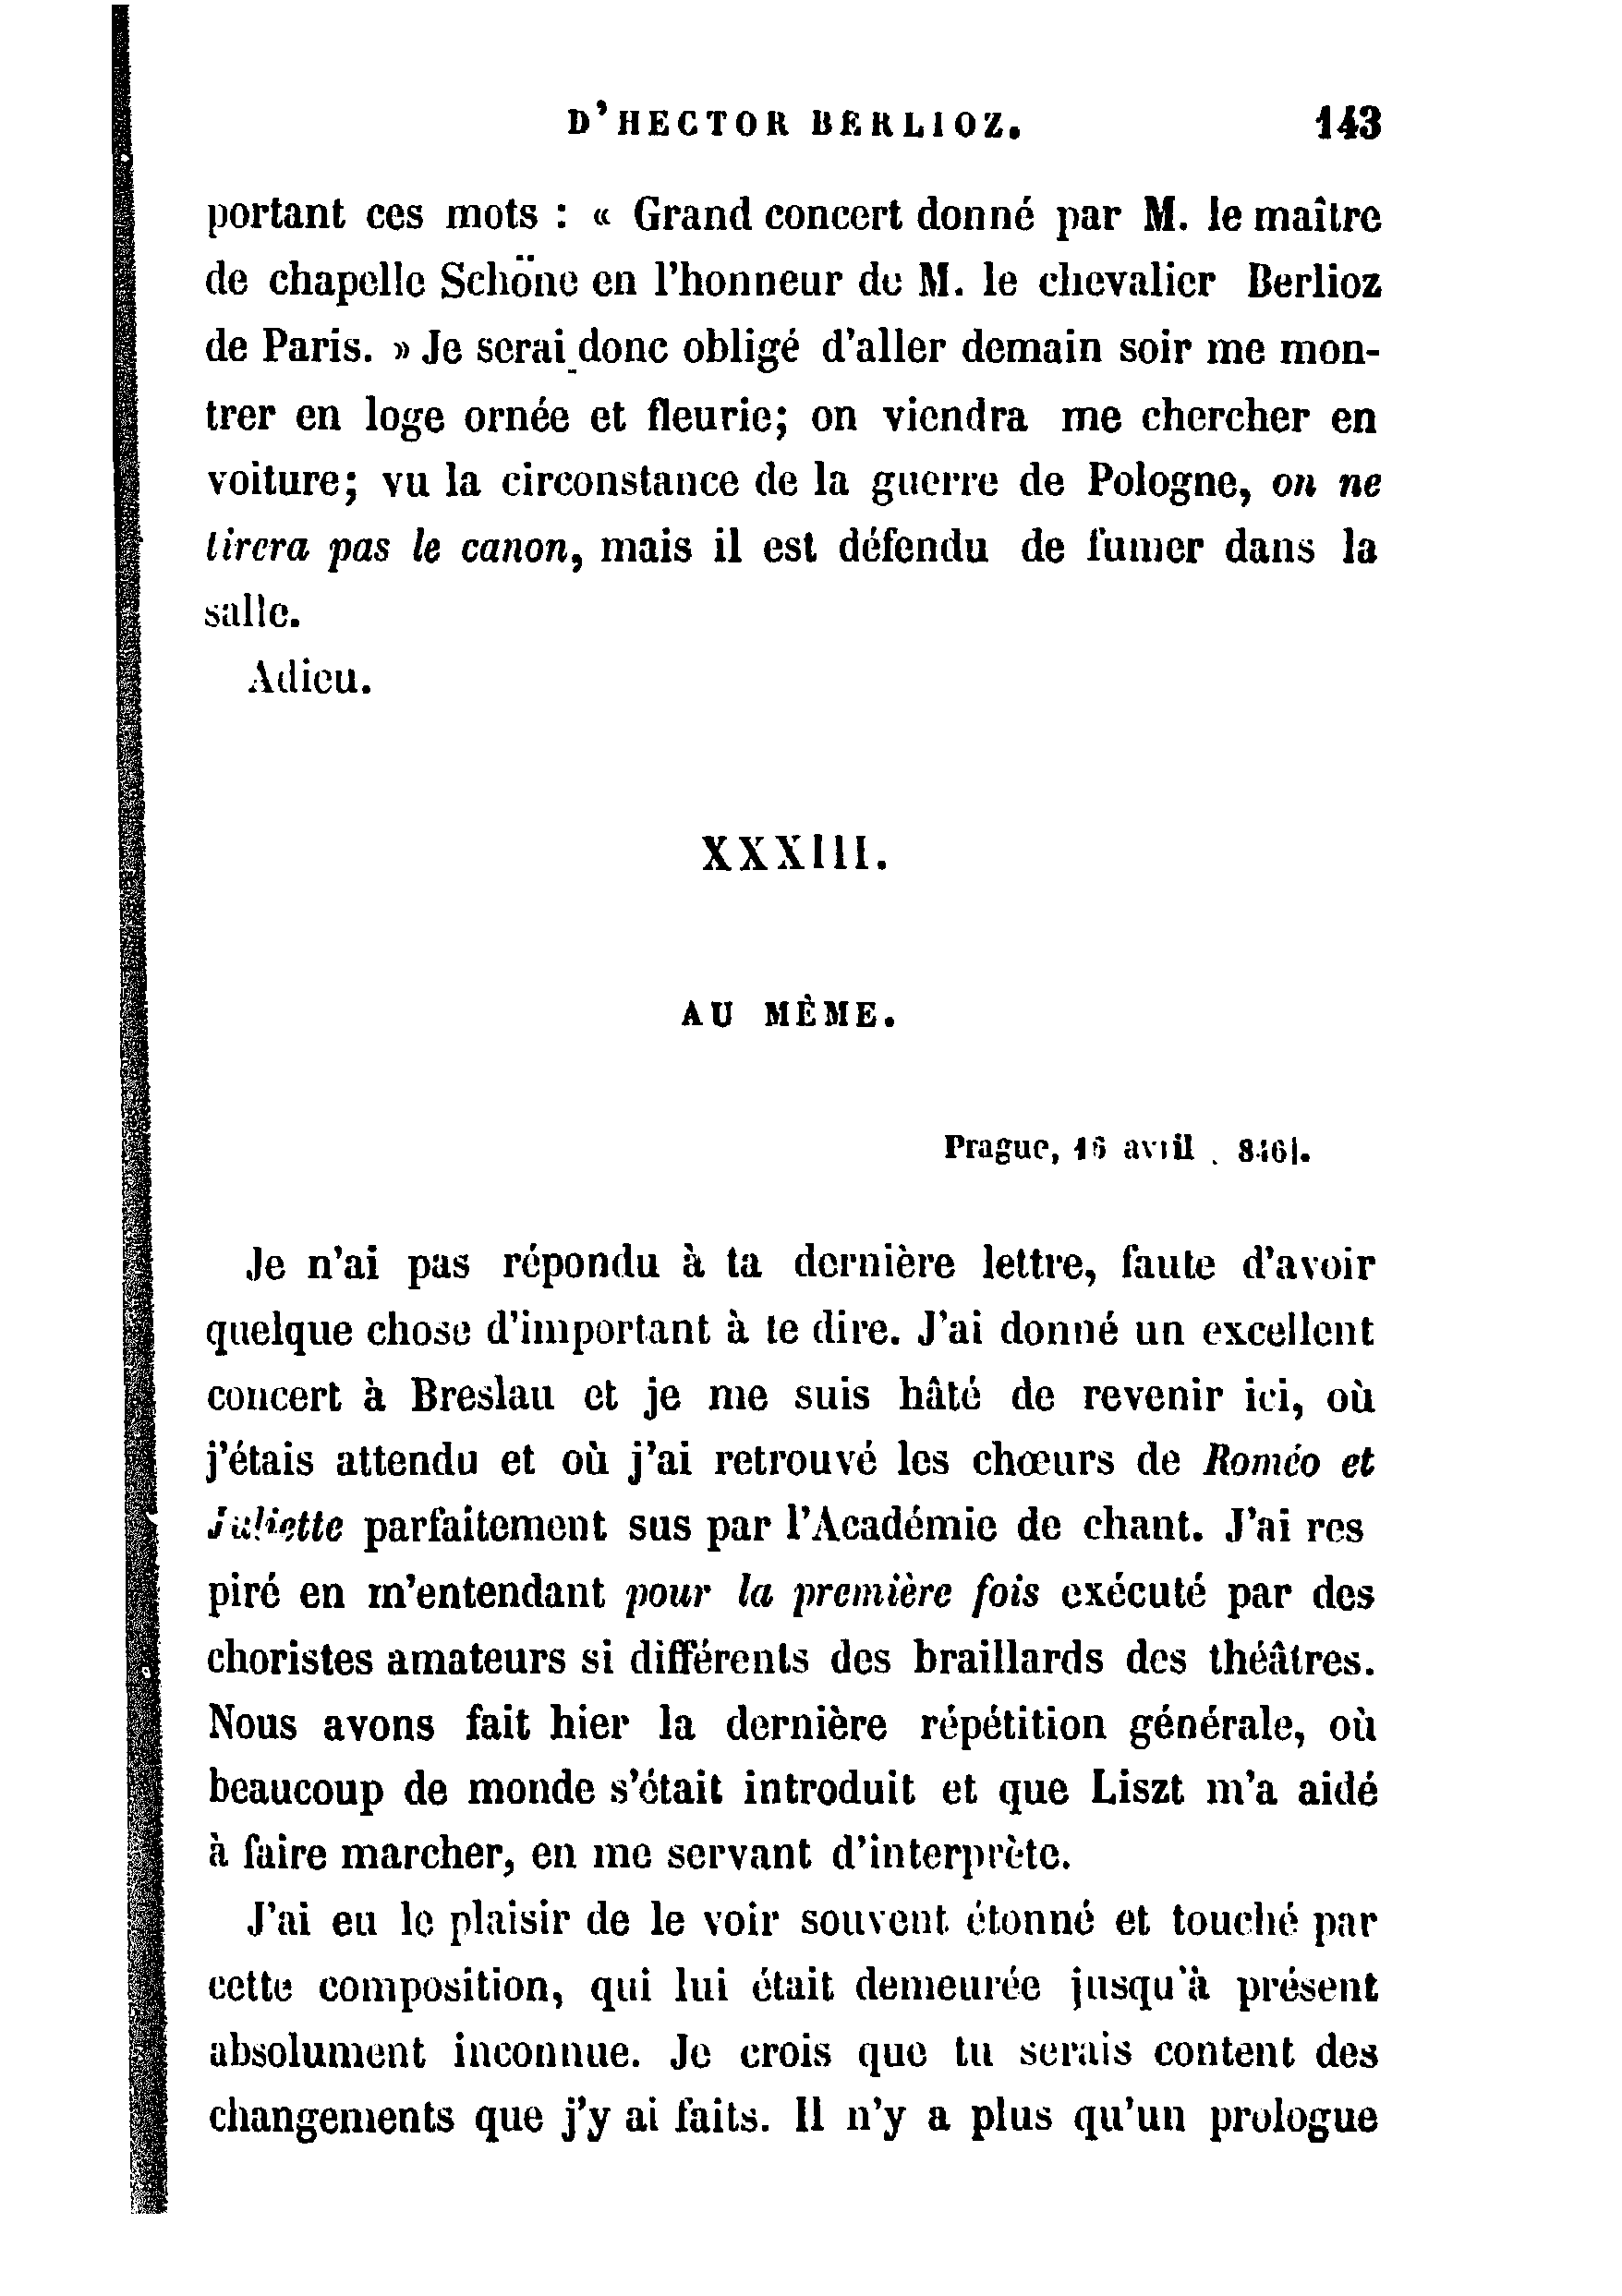 D'HECTOR BERLIOZ. 143
portant ces mots : « Grand concert donné par M. le maître
de chapelle Schöne en l'honneur de M. le chevalier Berlioz
de Paris. » Je serai donc obligé d'aller demain soir me mon-
trer en loge ornée et fleurie; on viendra me chercher en
voiture; vu la circonstance de la guerre de Pologne, on ne
tirera pas le canon, mais il est défendu de fumer dans la
salle.
Adieu.
XXXIII.
AU MÊME.
Prague, 16 avril . 8461.
Je n'ai pas répondu à ta dernière lettre, faute d'avoir
quelque chose d'important à te dire. J'ai donné un excellent
concert à Breslau et je me suis hâté de revenir ici, où
j'étais attendu et où j'ai retrouvé les chœurs de Roméo et
Juliette parfaitement sus par l'Académie de chant. J'ai res
piré en m'entendant pour la première fois exécuté par des
choristes amateurs si différents des braillards des théâtres.
Nous avons fait hier la dernière répétition générale, où
beaucoup de monde s'était introduit et que Liszt m'a aidé
à faire marcher, en me servant d'interprète.
J'ai eu le plaisir de le voir souvent étonné et touché par
cette composition, qui lui était demeurée jusqu'à présent
absolument inconnue. Je crois que tu serais content des
changements que j'y ai faits. Il n'y a plus qu'un prologue